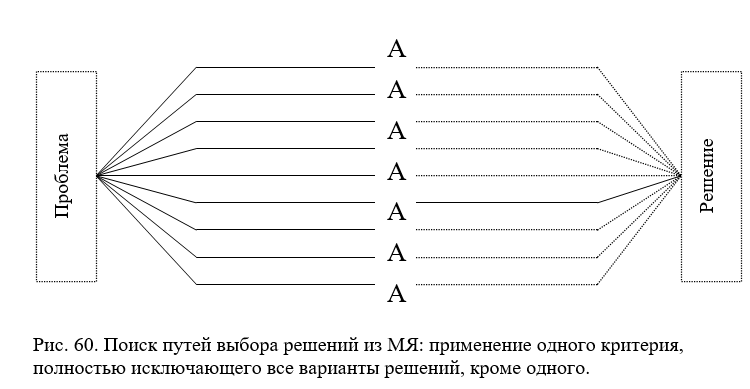 Проблема
А
А
А
А
А
А
А
Решение
Рис. 60. Поиск путей выбора решений из МЯ: применение одного критерия,
полностью исключающего все варианты решений, кроме одного.